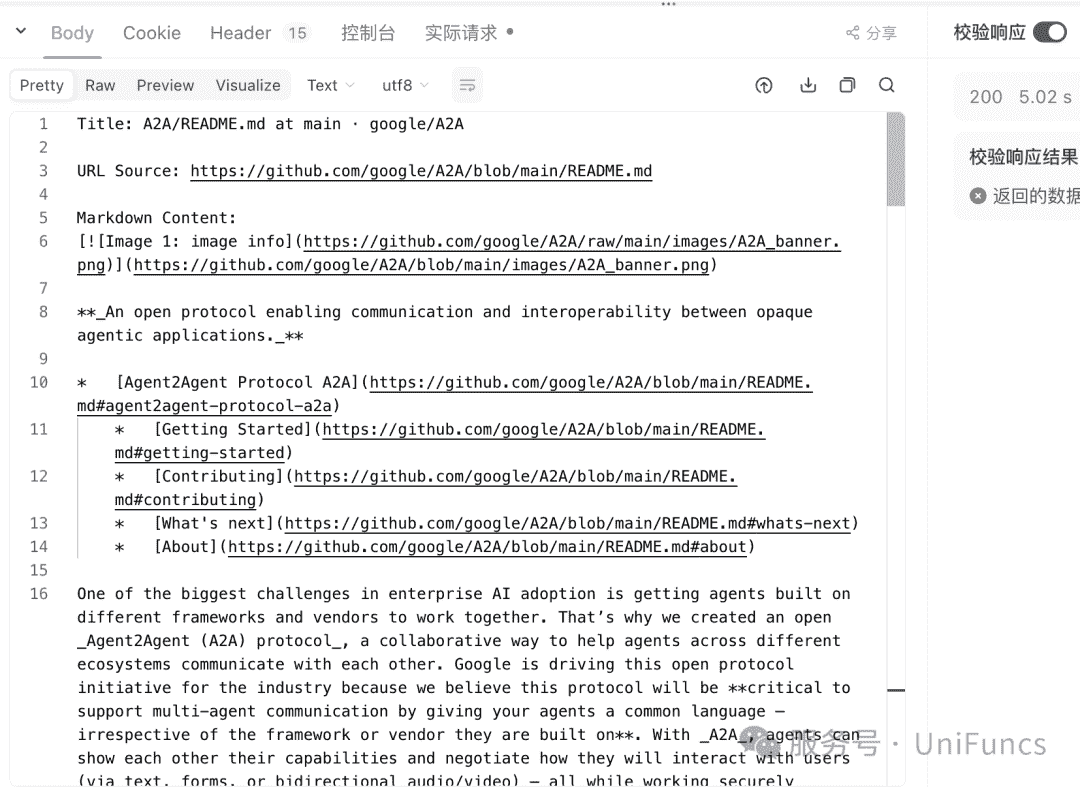 Body Cookie Header 15 控制台 实际请求 分享 校验响应
Pretty Raw Preview Visualize Text utf8
200 5.02 s
校验响应结果
返回的数据
1 Title: A2A/README.md at main · google/A2A
2
3 URL Source: https://github.com/google/A2A/blob/main/README.md
4
5 Markdown Content:
6 [![Image 1: image info](https://github.com/google/A2A/raw/main/images/A2A_banner.
png)](https://github.com/google/A2A/blob/main/images/A2A_banner.png)
7
8 **_An open protocol enabling communication and interoperability between opaque
agentic applications._**
9
10 * [Agent2Agent Protocol A2A](https://github.com/google/A2A/blob/main/README.
md#agent2agent-protocol-a2a)
11 * [Getting Started](https://github.com/google/A2A/blob/main/README.
md#getting-started)
12 * [Contributing](https://github.com/google/A2A/blob/main/README.
md#contributing)
13 * [What's next](https://github.com/google/A2A/blob/main/README.md#whats-next)
14 * [About](https://github.com/google/A2A/blob/main/README.md#about)
15
16 One of the biggest challenges in enterprise AI adoption is getting agents built on
different frameworks and vendors to work together. That’s why we created an open
_Agent2Agent (A2A) protocol_, a collaborative way to help agents across different
ecosystems communicate with each other. Google is driving this open protocol
initiative for the industry because we believe this protocol will be **critical to
support multi-agent communication by giving your agents a common language –
irrespective of the framework or vendor they are built on**. With _A2A_, agents can
show each other their capabilities and negotiate how they will interact with users
(via text, forms, or bidirectional audio/video) – all while working securely
服务号 · UniFuncs